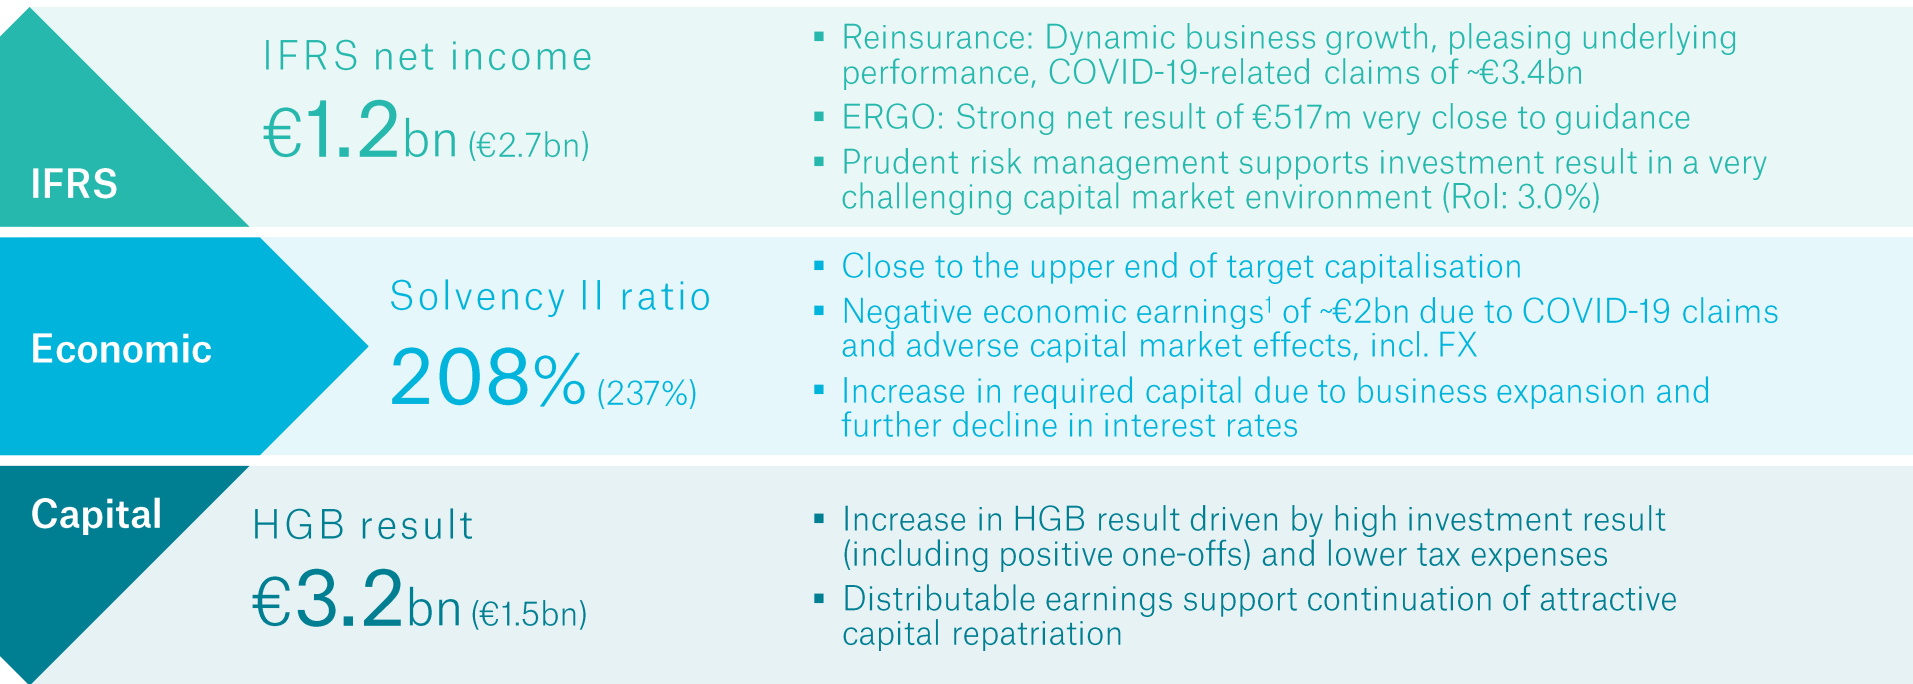 IFRS
IFRS net income
€1.2bn (€2.7bn)
▪ Reinsurance: Dynamic business growth, pleasing underlying
performance, COVID-19-related claims of ~€3.4bn
▪ ERGO: Strong net result of €517m very close to guidance
▪ Prudent risk management supports investment result in a very
challenging capital market environment (RoI: 3.0%)
Economic
Solvency II ratio
208% (237%)
▪ Close to the upper end of target capitalisation
▪ Negative economic earnings¹ of ~€2bn due to COVID-19 claims
and adverse capital market effects, incl. FX
▪ Increase in required capital due to business expansion and
further decline in interest rates
Capital
HGB result
€3.2bn (€1.5bn)
▪ Increase in HGB result driven by high investment result
(including positive one-offs) and lower tax expenses
▪ Distributable earnings support continuation of attractive
capital repatriation